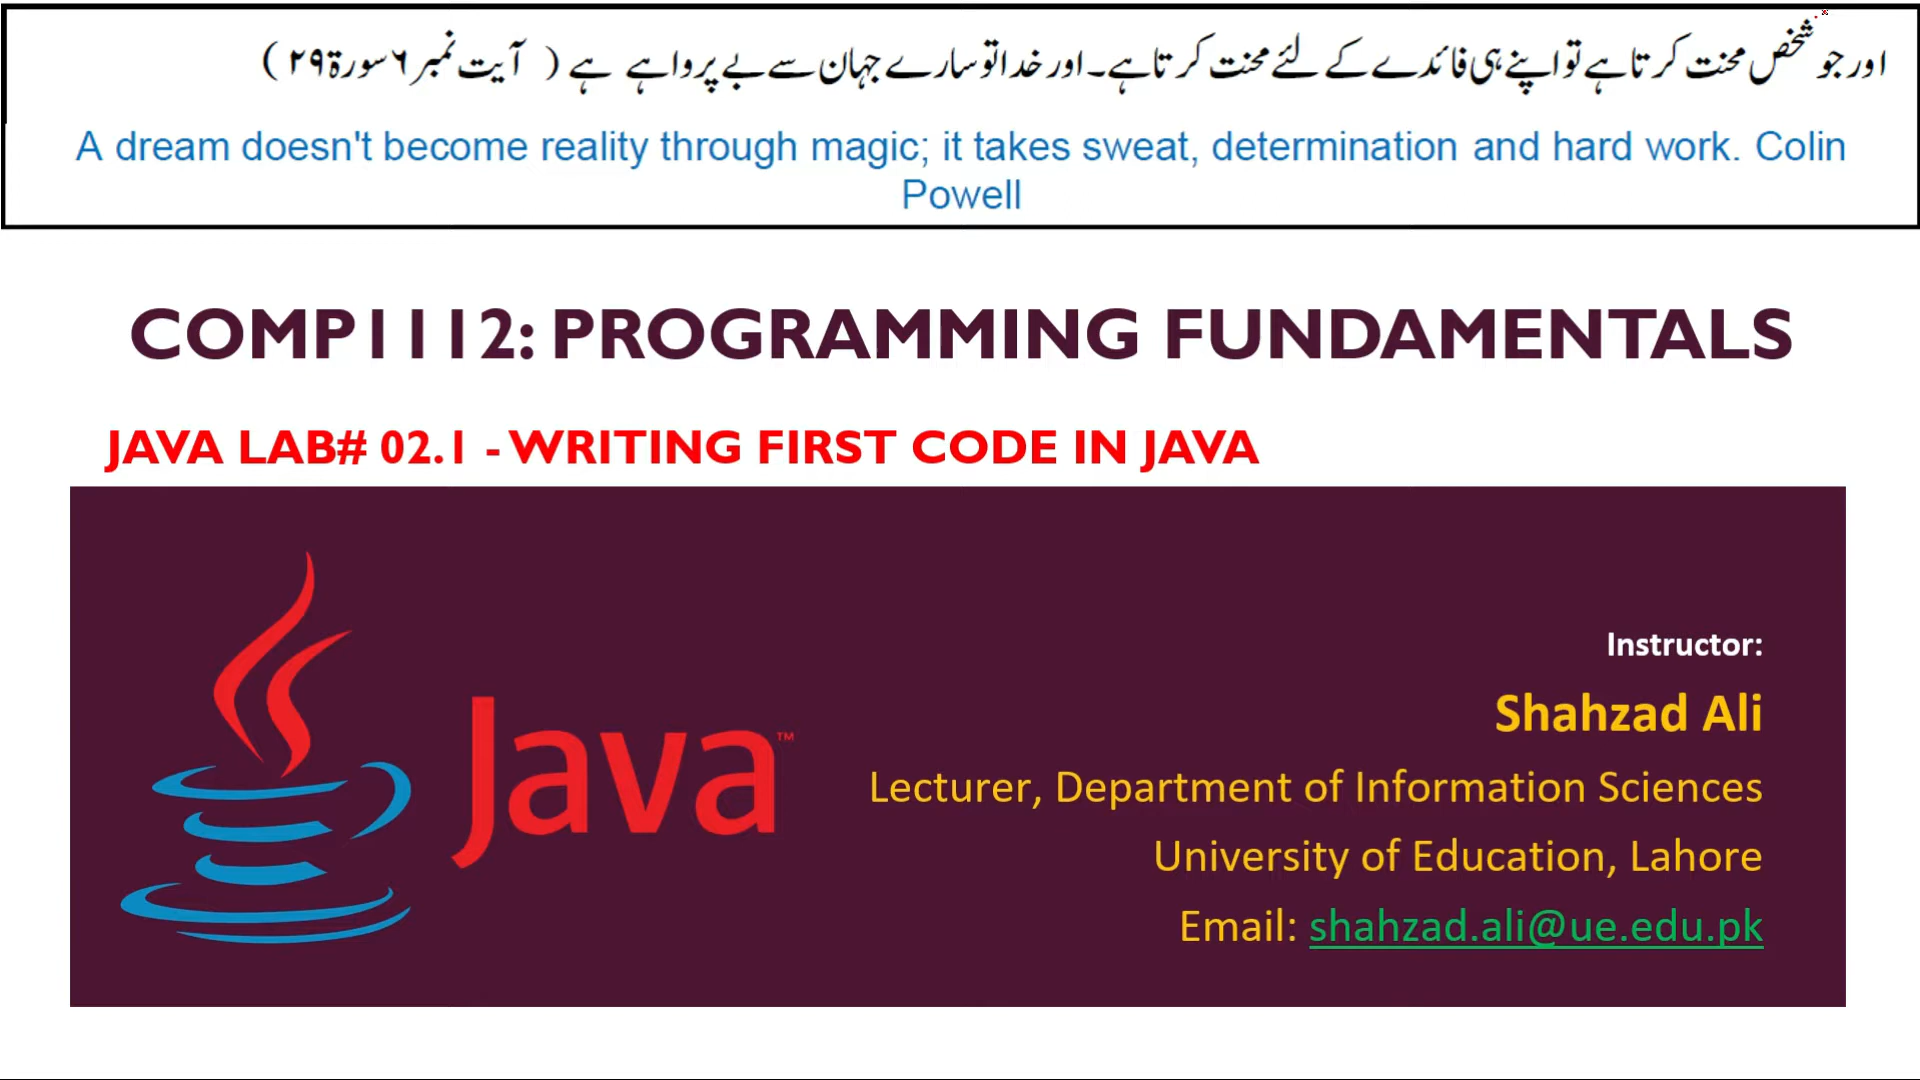 اور جو شخص محنت کرتا ہے تو اپنے ہی فائدے کے لئے محنت کرتا ہے۔ اور خدا تو سارے جہان سے بے پروا ہے ہے ( آیت نمبر ۶ سورۃ ۲۹ )
A dream doesn't become reality through magic; it takes sweat, determination and hard work. Colin
Powell
COMP1112: PROGRAMMING FUNDAMENTALS
JAVA LAB# 02.1 - WRITING FIRST CODE IN JAVA
Java™
Instructor:
Shahzad Ali
Lecturer, Department of Information Sciences
University of Education, Lahore
Email: shahzad.ali@ue.edu.pk